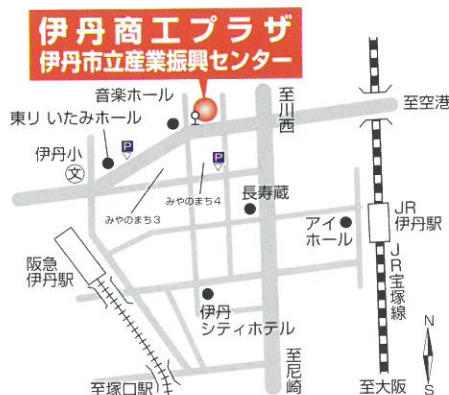 伊丹商工プラザ
伊丹市立産業振興センター
音楽ホール
東リ いたみホール
伊丹小
文
P
P
みやのまち3
みやのまち4
至川西
至空港
長寿蔵
アイ
ホール
JR
伊丹駅
JR宝塚線
阪急
伊丹駅
伊丹
シティホテル
至尼崎
至塚口駅
至大阪
N
S